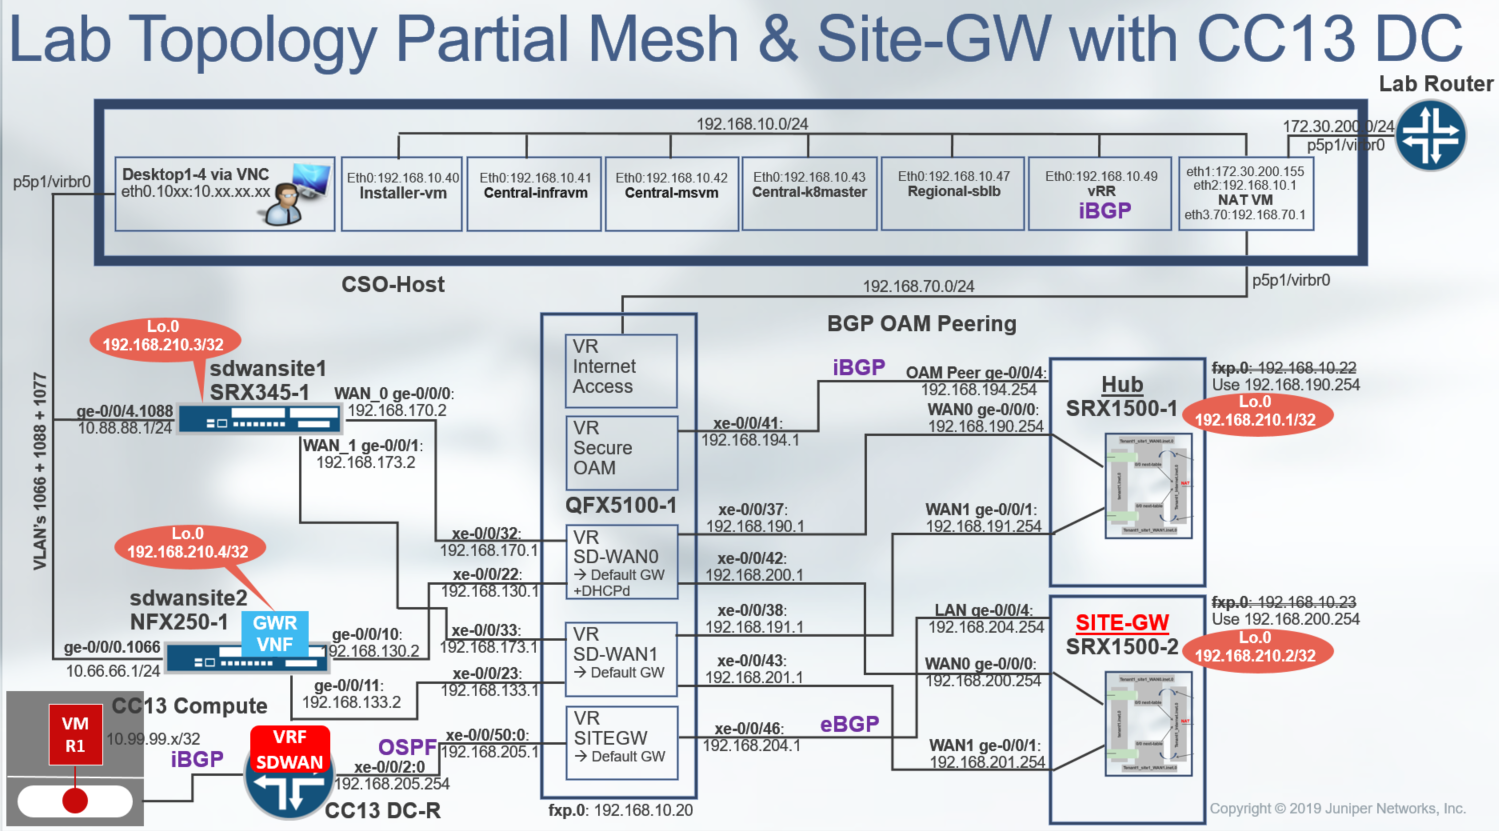 Lab Topology Partial Mesh & Site-GW with CC13 DC
Lab Router
192.168.10.0/24
172.30.200.0/24
p5p1/virbr0
p5p1/virbr0
Desktop1-4 via VNC
eth0.10xx:10.xx.xx.xx
Eth0:192.168.10.40
Installer-vm
Eth0:192.168.10.41
Central-infravm
Eth0:192.168.10.42
Central-msvm
Eth0:192.168.10.43
Central-k8master
Eth0:192.168.10.47
Regional-sblb
Eth0:192.168.10.49
vRR
iBGP
eth1:172.30.200.155
eth2:192.168.10.1
NAT VM
eth3.70:192.168.70.1
CSO-Host
192.168.70.0/24
p5p1/virbr0
BGP OAM Peering
Lo.0
192.168.210.3/32
sdwansite1
SRX345-1
WAN_0 ge-0/0/0:
192.168.170.2
ge-0/0/4.1088
10.88.88.1/24
WAN_1 ge-0/0/1:
192.168.173.2
VLAN's 1066 + 1088 + 1077
Lo.0
192.168.210.4/32
sdwansite2
NFX250-1
GWR
VNF
ge-0/0/0.1066
10.66.66.1/24
ge-0/0/10:
192.168.130.2
ge-0/0/11:
192.168.133.2
xe-0/0/32:
192.168.170.1
xe-0/0/22:
192.168.130.1
xe-0/0/33:
192.168.173.1
xe-0/0/23:
192.168.133.1
xe-0/0/50:0:
192.168.205.1
VR
Internet
Access
VR
Secure
OAM
QFX5100-1
VR
SD-WAN0
→ Default GW
+DHCPd
VR
SD-WAN1
→ Default GW
VR
SITEGW
→ Default GW
fxp.0: 192.168.10.20
xe-0/0/41:
192.168.194.1
xe-0/0/37:
192.168.190.1
xe-0/0/42:
192.168.200.1
xe-0/0/38:
192.168.191.1
xe-0/0/43:
192.168.201.1
xe-0/0/46:
192.168.204.1
iBGP
eBGP
OAM Peer ge-0/0/4:
192.168.194.254
WAN0 ge-0/0/0:
192.168.190.254
WAN1 ge-0/0/1:
192.168.191.254
LAN ge-0/0/4:
192.168.204.254
WAN0 ge-0/0/0:
192.168.200.254
WAN1 ge-0/0/1:
192.168.201.254
Hub
SRX1500-1
fxp.0: 192.168.10.22
Use 192.168.190.254
Lo.0
192.168.210.1/32
SITE-GW
SRX1500-2
fxp.0: 192.168.10.23
Use 192.168.200.254
Lo.0
192.168.210.2/32
CC13 Compute
VM
R1
10.99.99.x/32
iBGP
VRF
SDWAN
OSPF
xe-0/0/2:0
192.168.205.254
CC13 DC-R
Copyright © 2019 Juniper Networks, Inc.